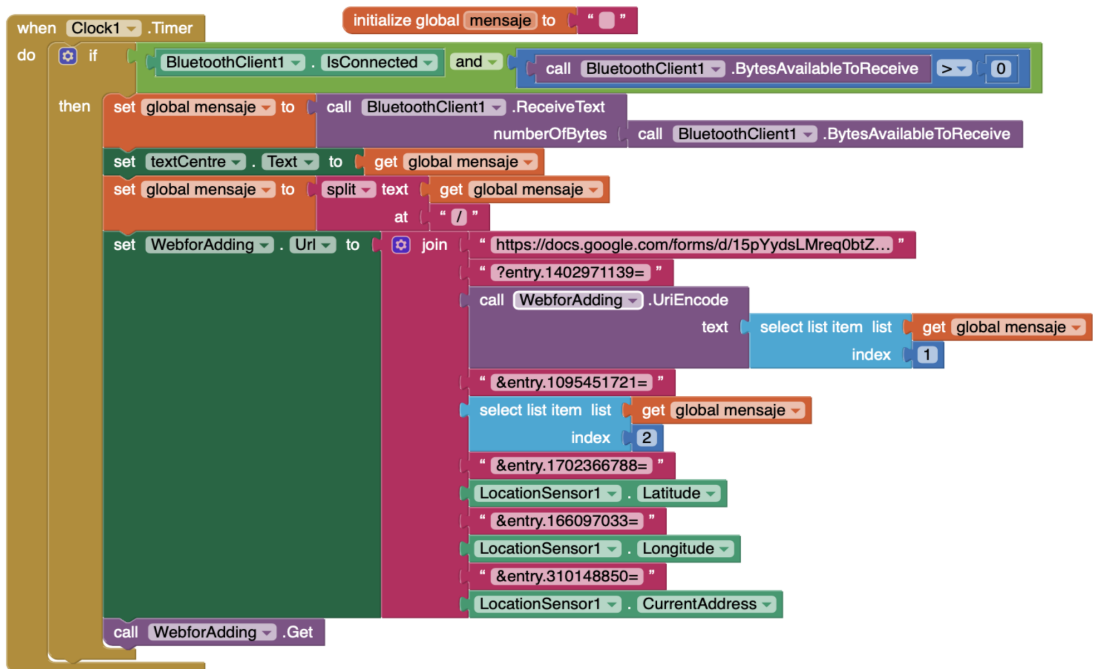 when Clock1 .Timer
initialize global mensaje to " "
do if BluetoothClient1 . IsConnected and call BluetoothClient1 .BytesAvailableToReceive > 0
then set global mensaje to call BluetoothClient1 .ReceiveText
numberOfBytes call BluetoothClient1 .BytesAvailableToReceive
set textCentre . Text to get global mensaje
set global mensaje to split text get global mensaje
at " / "
set WebforAdding . Url to join " https://docs.google.com/forms/d/15pYydsLMreq0btZ... "
" ?entry.1402971139= "
call WebforAdding .UriEncode
text select list item list get global mensaje
index 1
" &entry.1095451721= "
select list item list get global mensaje
index 2
" &entry.1702366788= "
LocationSensor1 . Latitude
" &entry.166097033= "
LocationSensor1 . Longitude
" &entry.310148850= "
LocationSensor1 . CurrentAddress
call WebforAdding .Get